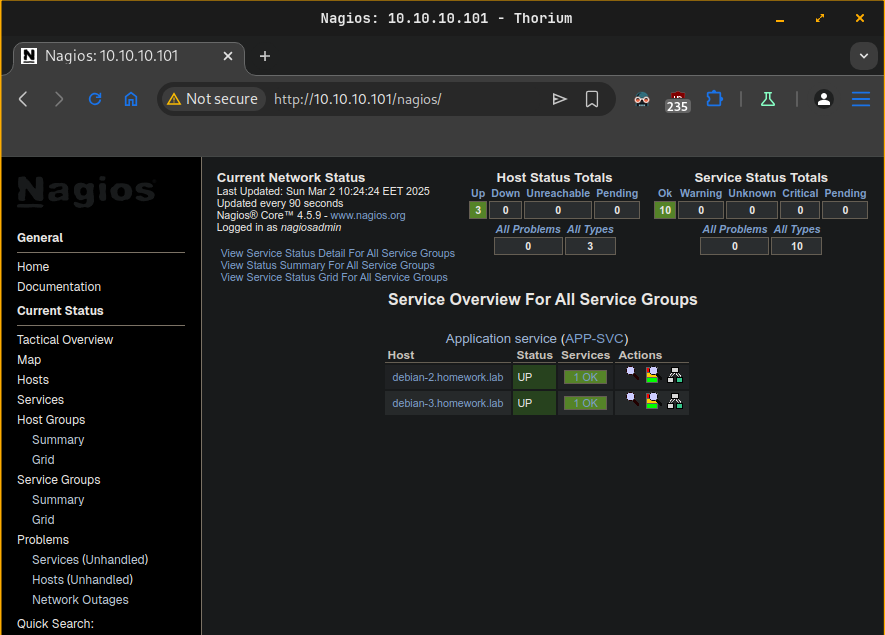 Nagios: 10.10.10.101 - Thorium
Nagios: 10.10.10.101
Not secure http://10.10.10.101/nagios/
235
Nagios
General
Home
Documentation
Current Status
Tactical Overview
Map
Hosts
Services
Host Groups
Summary
Grid
Service Groups
Summary
Grid
Problems
Services (Unhandled)
Hosts (Unhandled)
Network Outages
Quick Search:
Current Network Status
Last Updated: Sun Mar 2 10:24:24 EET 2025
Updated every 90 seconds
Nagios® Core™ 4.5.9 - www.nagios.org
Logged in as nagiosadmin
View Service Status Detail For All Service Groups
View Status Summary For All Service Groups
View Service Status Grid For All Service Groups
Host Status Totals
Up Down Unreachable Pending
3 0 0 0
All Problems All Types
0 3
Service Status Totals
Ok Warning Unknown Critical Pending
10 0 0 0 0
All Problems All Types
0 10
Service Overview For All Service Groups
Application service (APP-SVC)
Host Status Services Actions
debian-2.homework.lab UP 1 OK
debian-3.homework.lab UP 1 OK